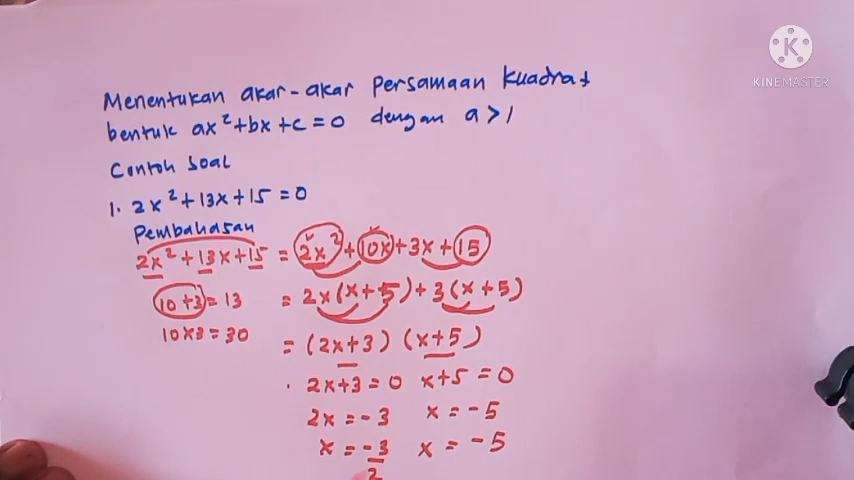 K
KINEMASTER
Menentukan akar-akar Persamaan kuadrat
bentuk ax²+bx+c=0 dengan a>1
Contoh soal
1. 2x²+13x+15=0
Pembahasan
2x²+13x+15 = 2x²+10x+3x+15
10+3=13 = 2x(x+5)+3(x+5)
10x3=30 = (2x+3) (x+5)
. 2x+3=0 x+5=0
2x=-3 x=-5
x=-3/2 x=-5